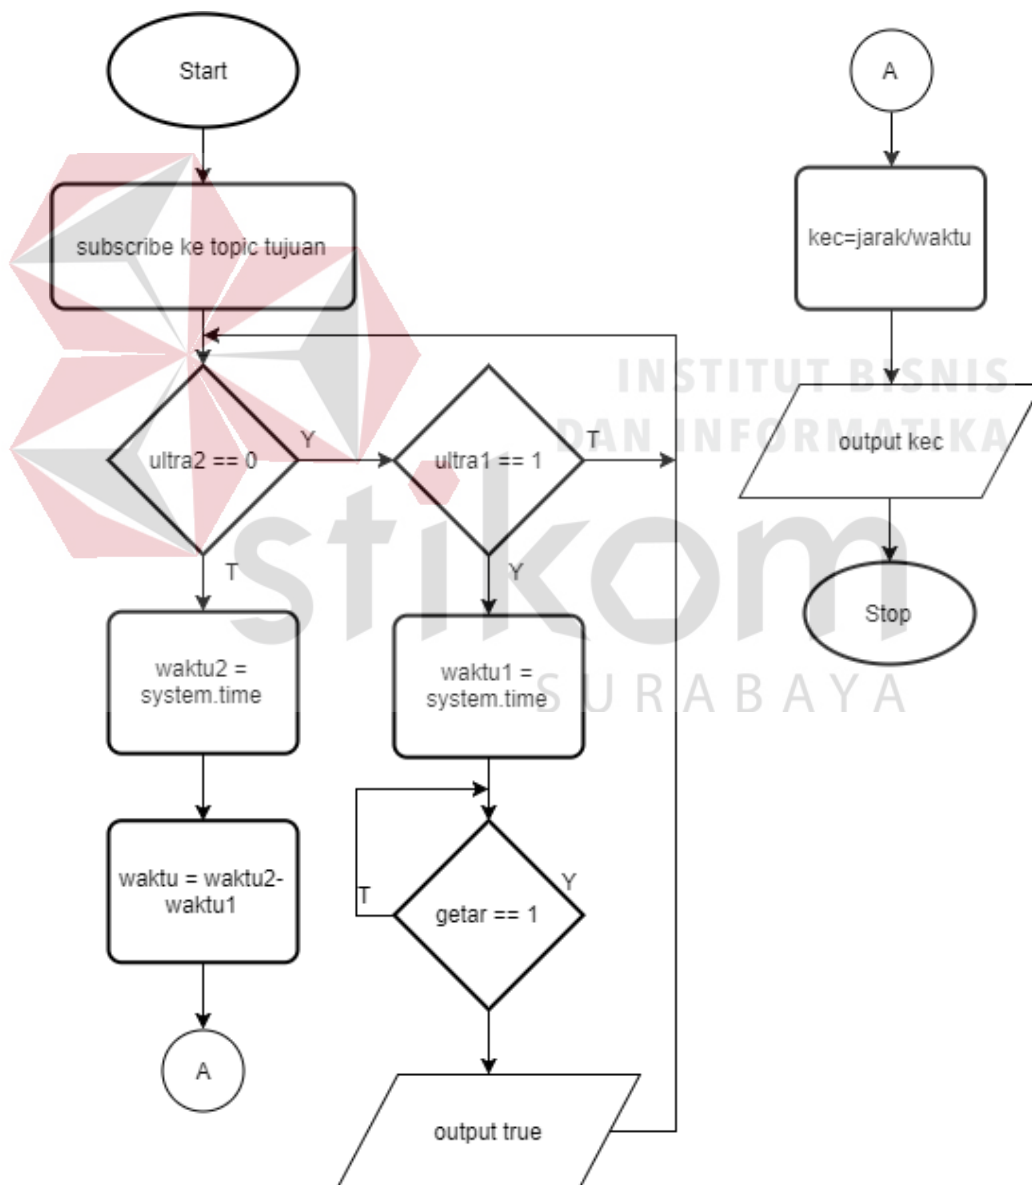 Start
subscribe ke topic tujuan
ultra2 == 0
Y
ultra1 == 1
T
T
Y
waktu2 =
system.time
waktu1 =
system.time
waktu = waktu2-
waktu1
T
Y
getar == 1
A
output true
A
kec=jarak/waktu
output kec
Stop
INSTITUT BISNIS
DAN INFORMATIKA
stikom
SURABAYA